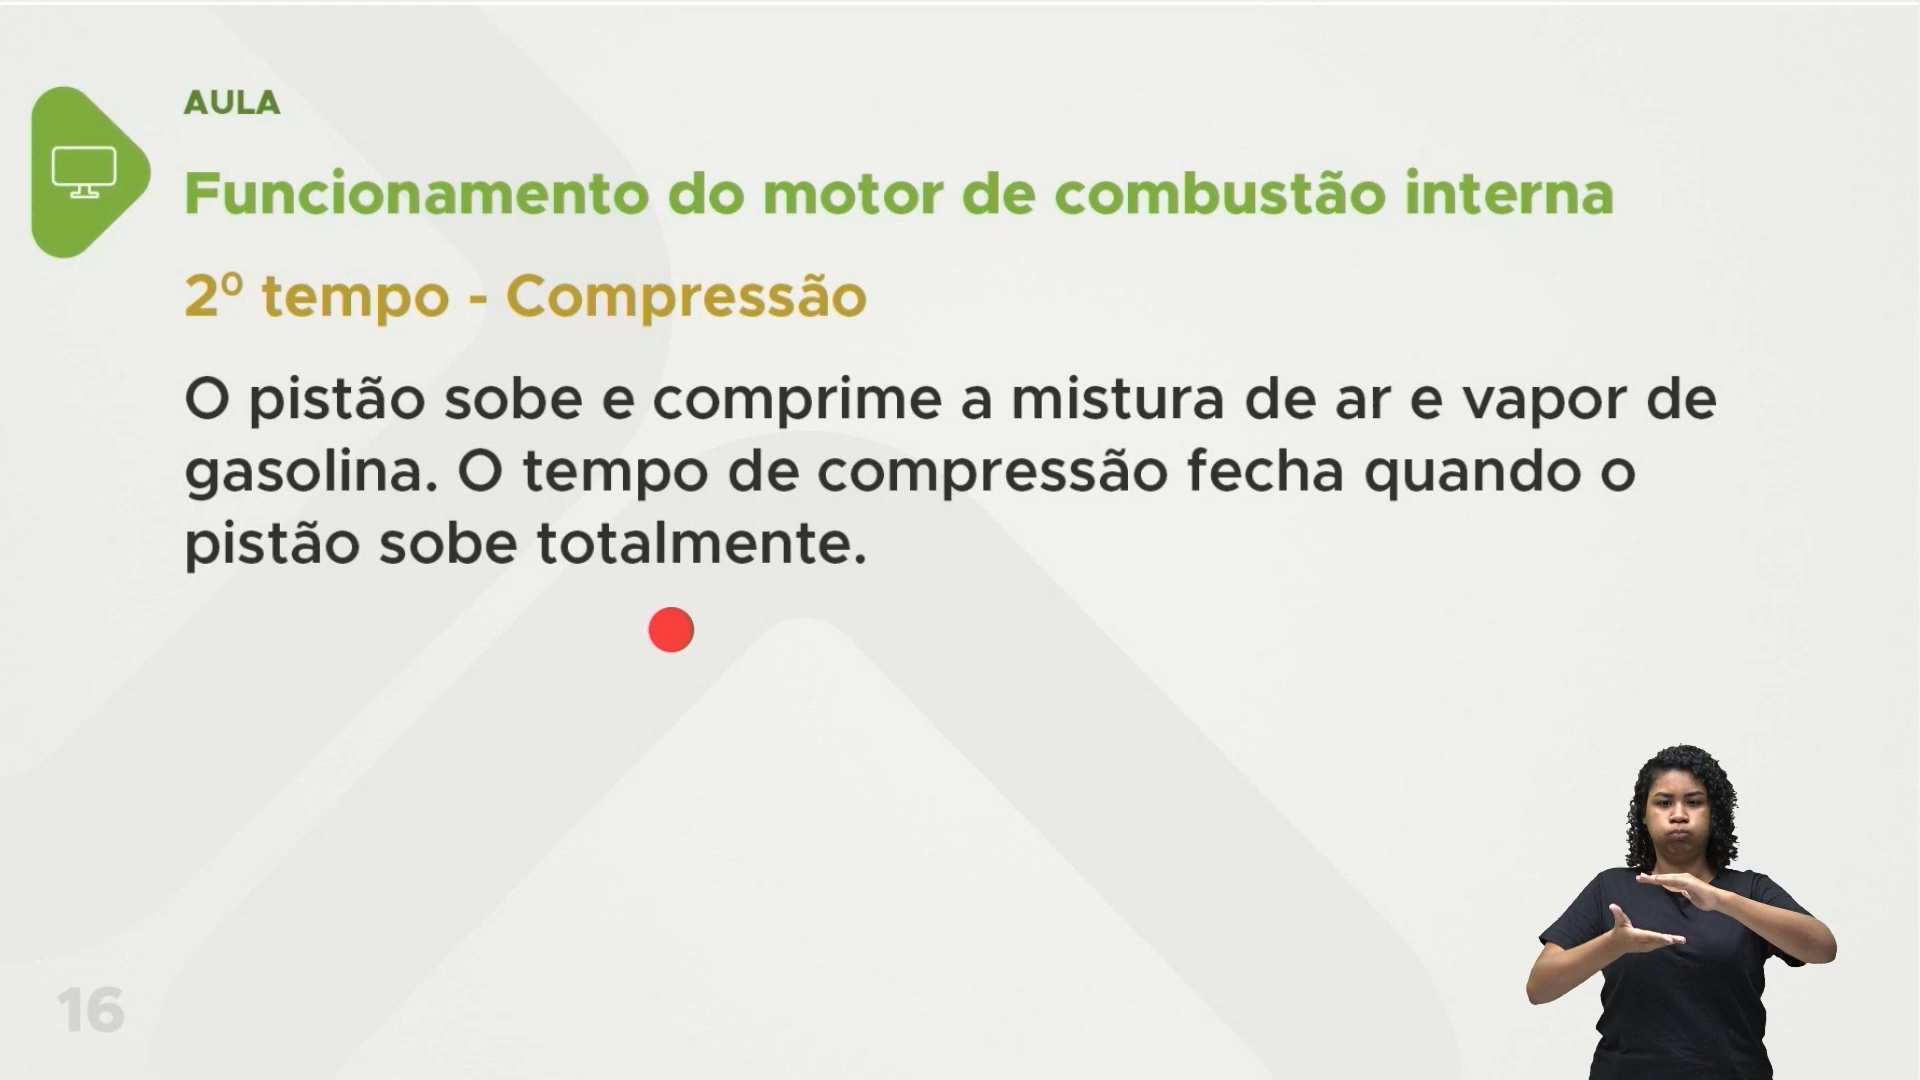 AULA
Funcionamento do motor de combustão interna
2º tempo - Compressão
O pistão sobe e comprime a mistura de ar e vapor de
gasolina. O tempo de compressão fecha quando o
pistão sobe totalmente.
16